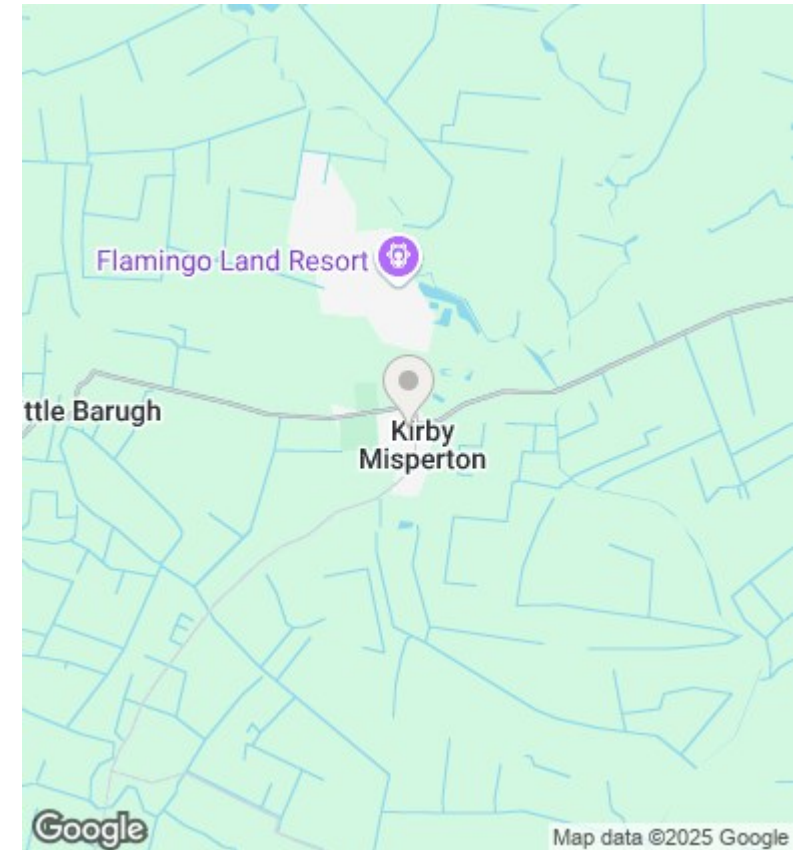 Flamingo Land Resort
ttle Barugh
Kirby
Misperton
Google
Map data ©2025 Google